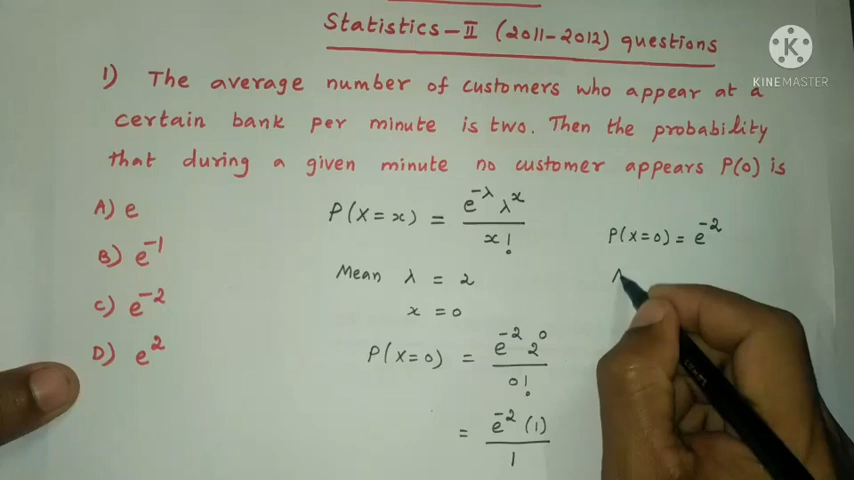 Statistics-II (2011-2012) questions
K
KINEMASTER
1) The average number of customers who appear at a
certain bank per minute is two. Then the probability
that during a given minute no customer appears P(0) is
A) e
B) e⁻¹
C) e⁻²
D) e²
P(X=x) = e^-λ λ^x / x!
Mean λ = 2
x = 0
P(X=0) = e⁻² 2⁰ / 0!
= e⁻² (1) / 1
P(X=0) = e⁻²